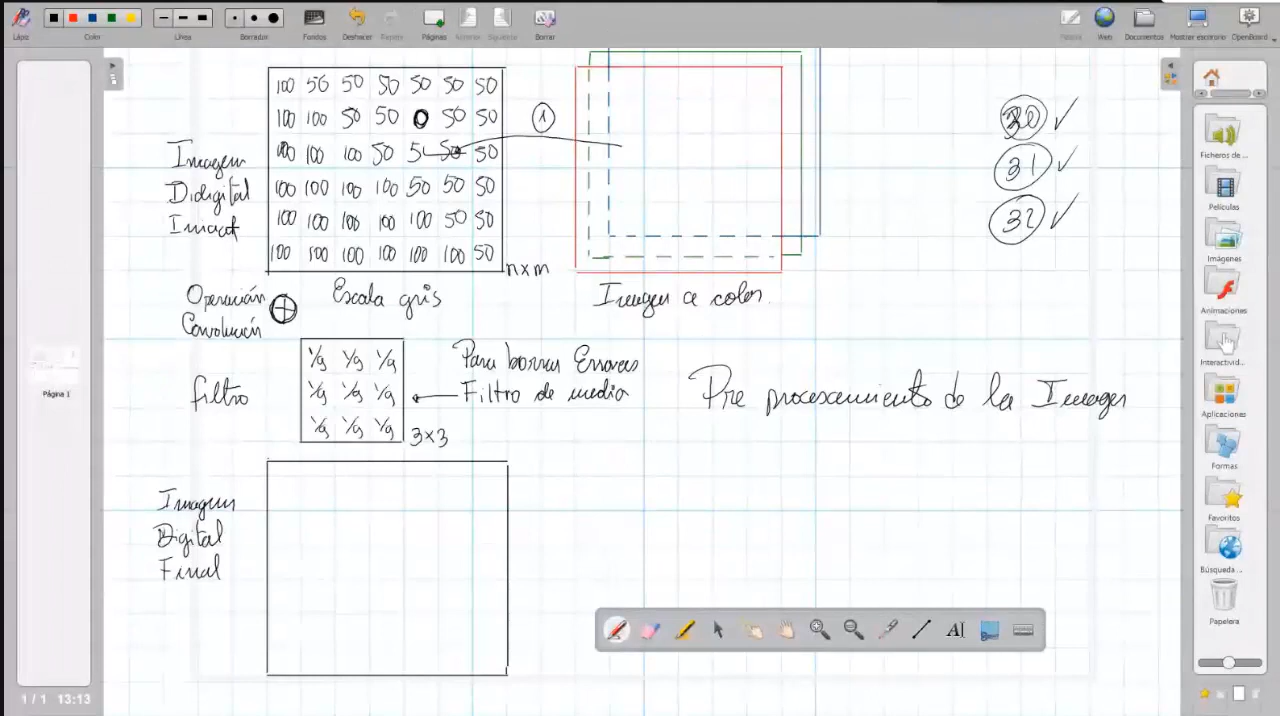 Lápiz
Color
Línea
Borrador
Fondos
Deshacer
Páginas
Siguiente
Borrar
Web
Documentos
Mostrar escritorio
OpenBoard
100 50 50 50 50 50 50
100 100 50 50 0 50 50
100 100 100 50 50 50
100 100 100 100 50 50 50
100 100 100 100 100 50 50
100 100 100 100 100 100 50
n×m
Imagen
Didigital
Escala gris
1
Imagen a color.
30 ✓
31 ✓
32 ✓
Operación
Convolución
⊕
filtro
1/9 1/9 1/9
1/9 1/9 1/9
1/9 1/9 1/9
3×3
Para borrar Errores
Filtro de media
Pre procesamiento de la Imagen
Imagen
Digital
Final
Página 1
1 / 1 13:13
Ficheros de ...
Películas
Imágenes
Animaciones
Interactivid...
Aplicaciones
Formas
Favoritos
Búsqueda ...
Papelera
AI